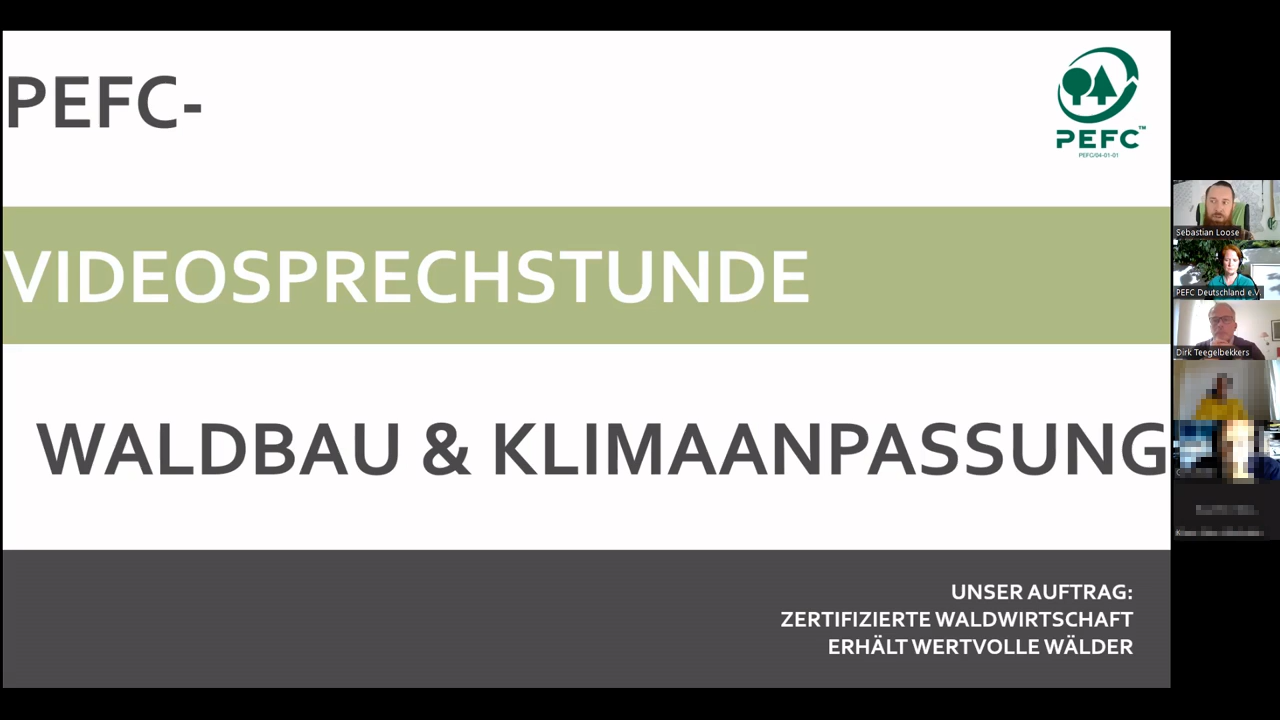 PEFC-
PEFC™
PEFC/04-01-01
VIDEOSPRECHSTUNDE
WALDBAU & KLIMAANPASSUNG
UNSER AUFTRAG:
ZERTIFIZIERTE WALDWIRTSCHAFT
ERHÄLT WERTVOLLE WÄLDER
Sebastian Loose
PEFC Deutschland e.V.
Dirk Teegelbekkers